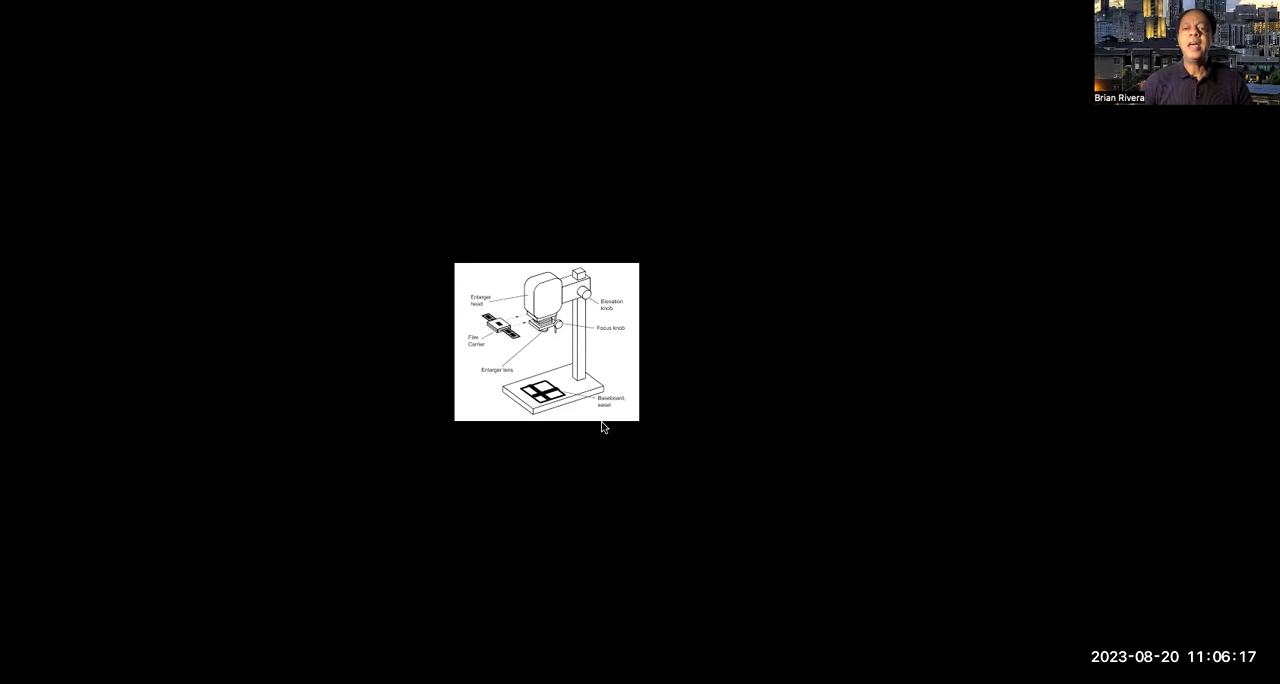 Brian Rivera
Enlarger
head
Elevation
knob
Focus knob
Film
Carrier
Enlarger lens
Baseboard,
easel
2023-08-20 11:06:17